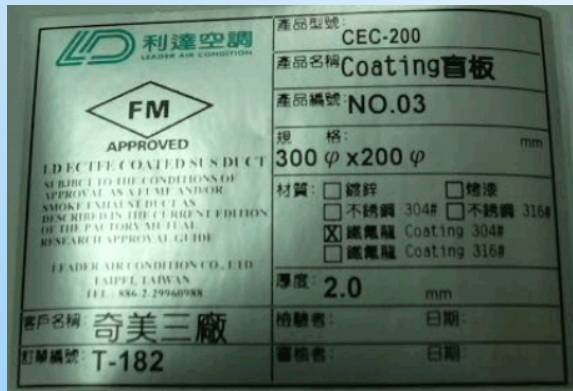 LD 利達空調
LEADER AIR CONDITION
FM
APPROVED
LD ECTFE COATED SUS DUCT
SUBJECT TO THE CONDITIONS OF
APPROVAL AS A FUME AND/OR
SMOKE EXHAUST DUCT AS
DESCRIBED IN THE CURRENT EDITION
OF THE FACTORY MUTUAL
RESEARCH APPROVAL GUIDE
LEADER AIR CONDITION CO., LTD
TAIPEI, TAIWAN
TEL : 886-2-29960988
客戶名稱: 奇美三廠
訂單編號: T-182
產品型號: CEC-200
產品名稱 Coating盲板
產品編號: NO.03
規 格: mm
300 φ x200 φ
材質: □鍍鋅 □烤漆
□不銹鋼 304# □不銹鋼 316#
☒鐵氟龍 Coating 304#
□鐵氟龍 Coating 316#
厚度: 2.0 mm
檢驗者: 日期:
審核者: 日期: